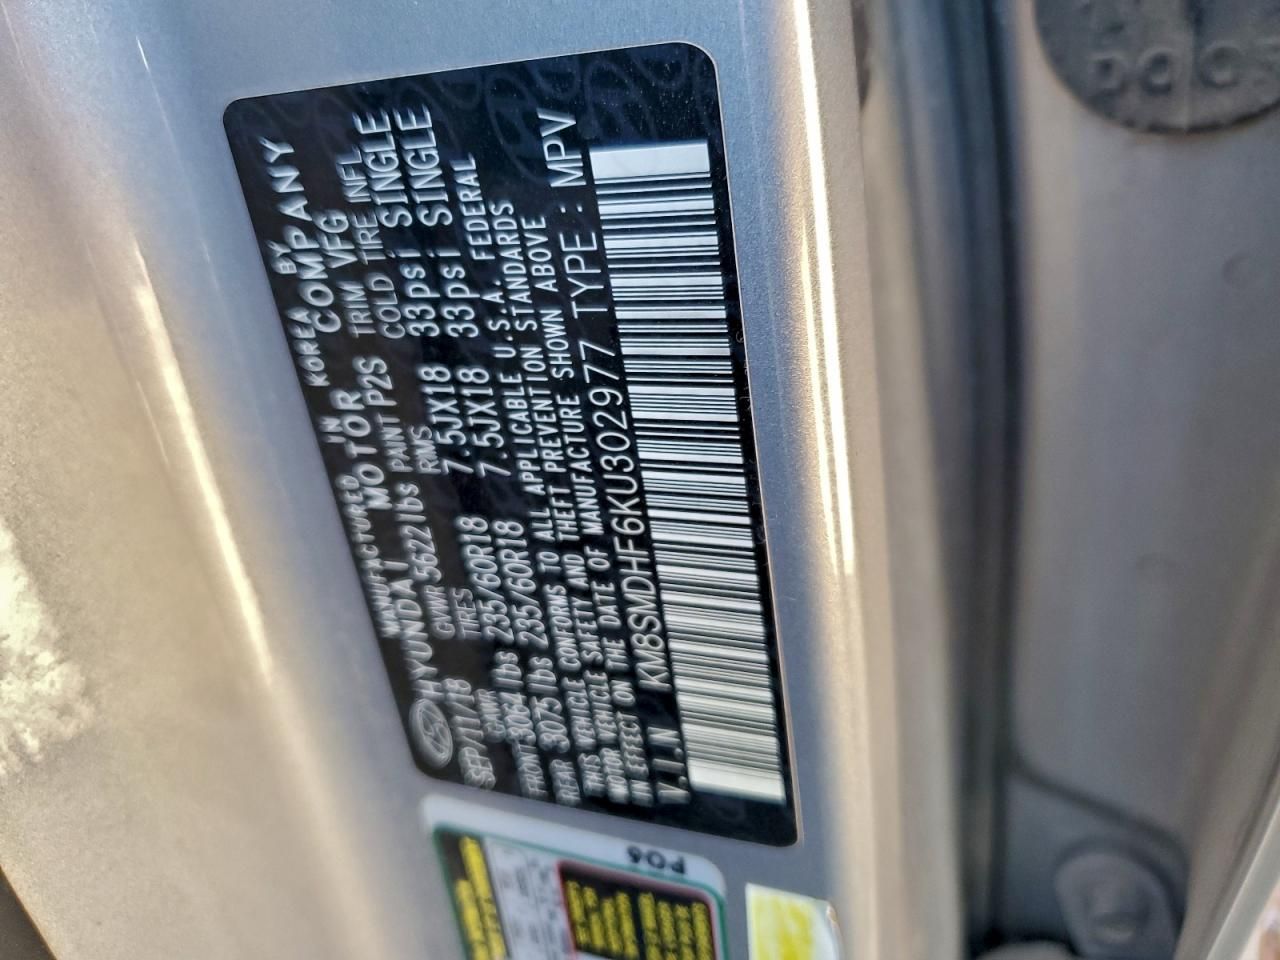 MANUFACTURED IN KOREA BY
HYUNDAI MOTOR COMPANY
SEP/11/18 GVWR 5622 lbs PAINT P2S TRIM VFG
GAWR TIRES RIMS COLD TIRE INFL
FRONT 3064 lbs 235/60R18 7.5JX18 33psi SINGLE
REAR 3075 lbs 235/60R18 7.5JX18 33psi SINGLE
THIS VEHICLE CONFORMS TO ALL APPLICABLE U.S.A. FEDERAL
MOTOR VEHICLE SAFETY AND THEFT PREVENTION STANDARDS
IN EFFECT ON THE DATE OF MANUFACTURE SHOWN ABOVE
V.I.N KM8SMDHF6KU302977 TYPE : MPV
P06